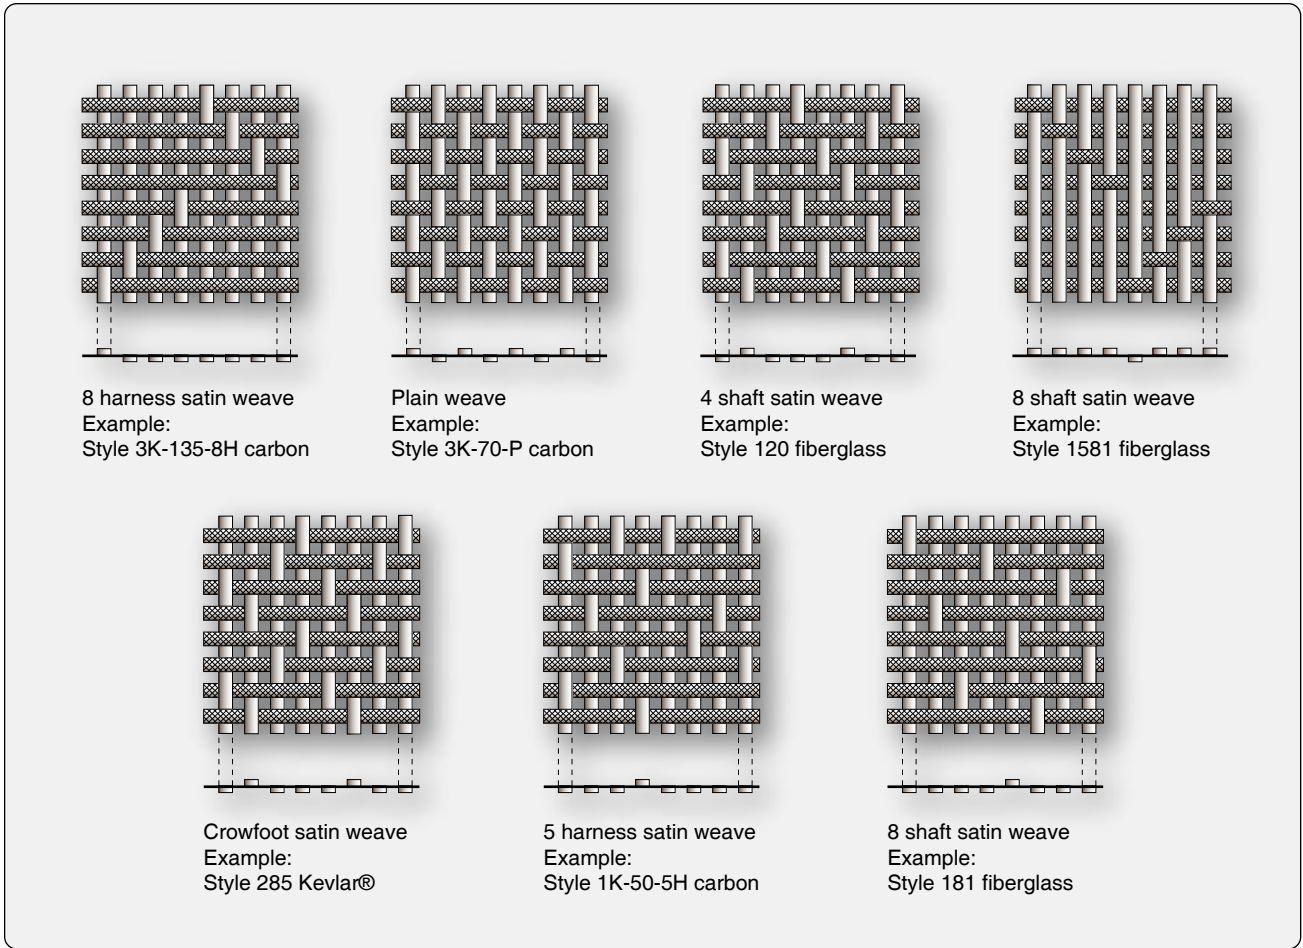 8 harness satin weave
Example:
Style 3K-135-8H carbon
Plain weave
Example:
Style 3K-70-P carbon
4 shaft satin weave
Example:
Style 120 fiberglass
8 shaft satin weave
Example:
Style 1581 fiberglass
Crowfoot satin weave
Example:
Style 285 Kevlar®
5 harness satin weave
Example:
Style 1K-50-5H carbon
8 shaft satin weave
Example:
Style 181 fiberglass